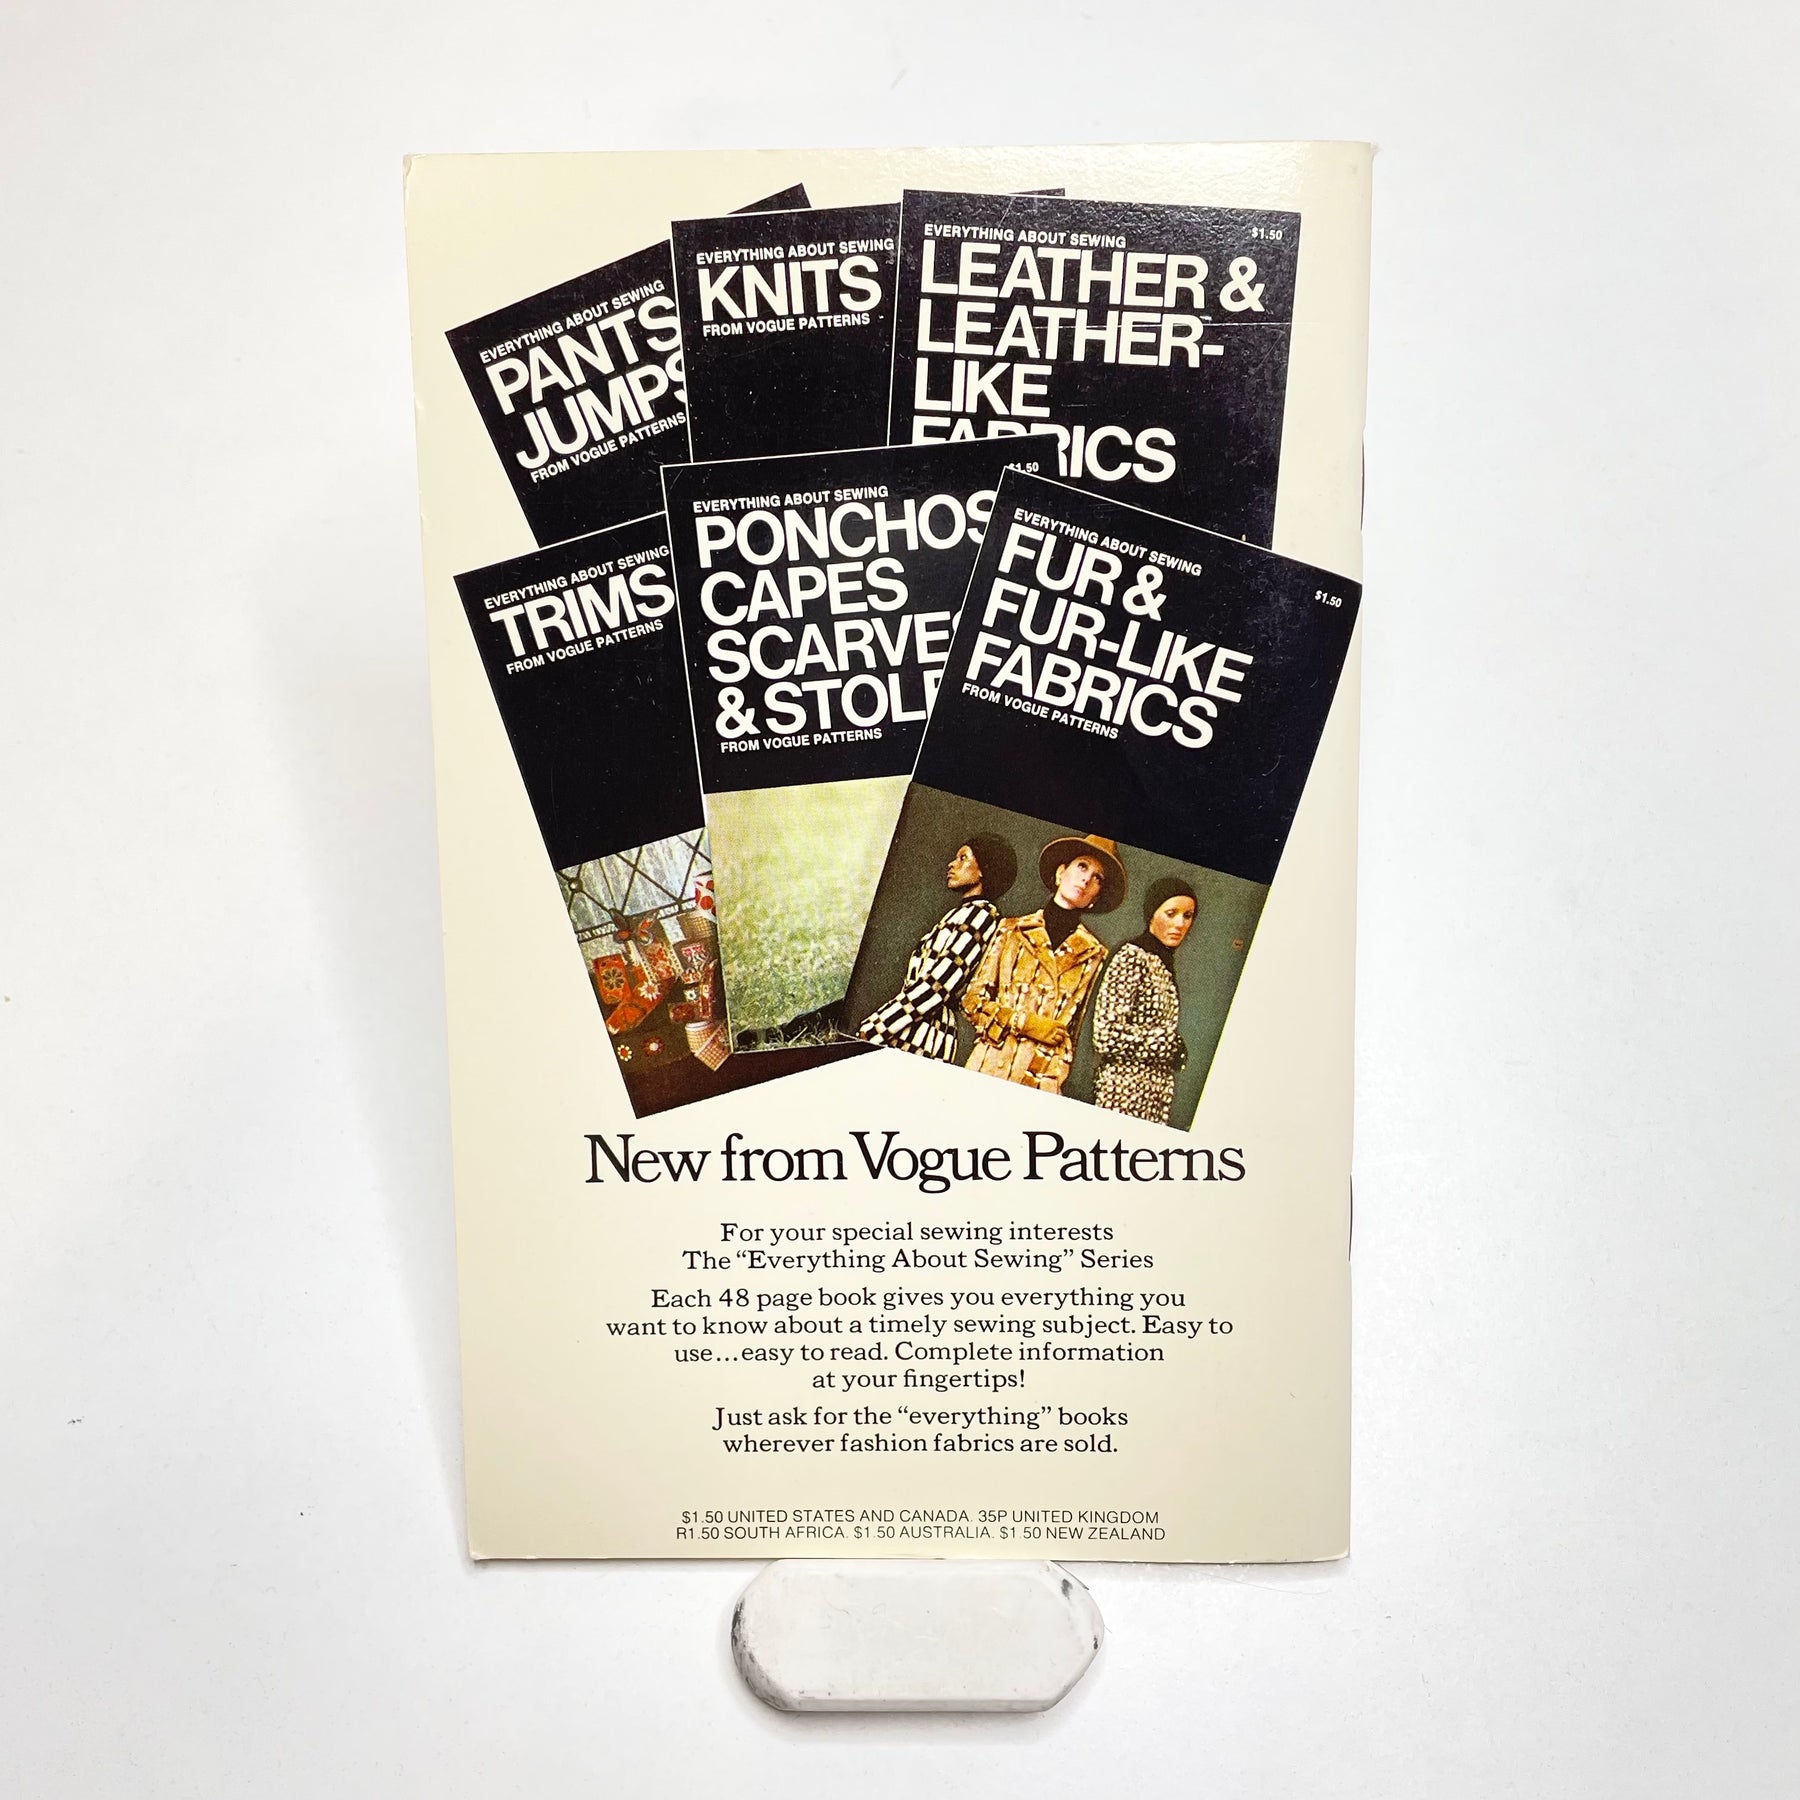 EVERYTHING ABOUT SEWING
PANTS
JUMPS
FROM VOGUE PATTERNS
EVERYTHING ABOUT SEWING
KNITS
FROM VOGUE PATTERNS
EVERYTHING ABOUT SEWING
$1.50
LEATHER &
LEATHER-
LIKE
FABRICS
EVERYTHING ABOUT SEWING
TRIMS
FROM VOGUE PATTERNS
$1.50
EVERYTHING ABOUT SEWING
PONCHOS
CAPES
SCARVES
& STOLE
FROM VOGUE PATTERNS
EVERYTHING ABOUT SEWING
$1.50
FUR &
FUR-LIKE
FABRICS
FROM VOGUE PATTERNS
New from Vogue Patterns
For your special sewing interests
The “Everything About Sewing” Series
Each 48 page book gives you everything you
want to know about a timely sewing subject. Easy to
use...easy to read. Complete information
at your fingertips!
Just ask for the “everything” books
wherever fashion fabrics are sold.
$1.50 UNITED STATES AND CANADA. 35P UNITED KINGDOM
R1.50 SOUTH AFRICA. $1.50 AUSTRALIA. $1.50 NEW ZEALAND